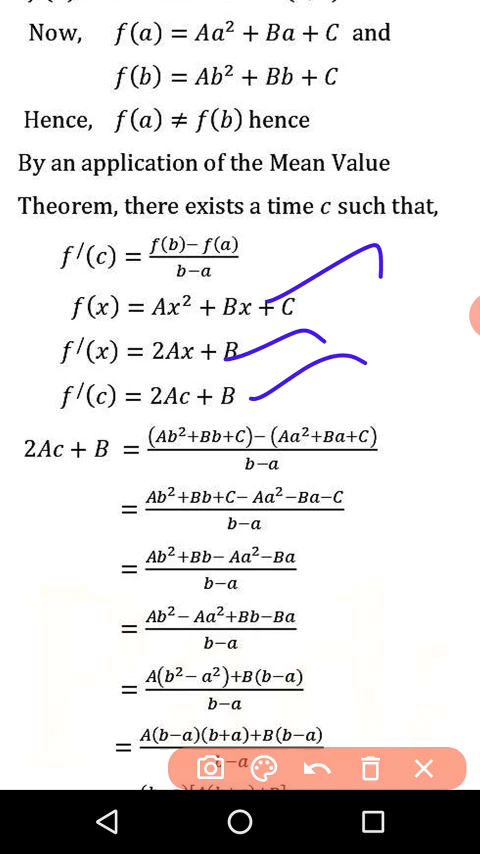 Now, f(a) = Aa² + Ba + C and
f(b) = Ab² + Bb + C
Hence, f(a) ≠ f(b) hence
By an application of the Mean Value
Theorem, there exists a time c such that,
f′(c) = (f(b)− f(a))/(b−a)
f(x) = Ax² + Bx + C
f′(x) = 2Ax + B
f′(c) = 2Ac + B
2Ac + B = ((Ab²+Bb+C)− (Aa²+Ba+C))/(b−a)
= (Ab²+Bb+C− Aa²−Ba−C)/(b−a)
= (Ab²+Bb− Aa²−Ba)/(b−a)
= (Ab²− Aa²+Bb−Ba)/(b−a)
= (A(b²− a²)+B(b−a))/(b−a)
= (A(b−a)(b+a)+B(b−a))/(b−a)